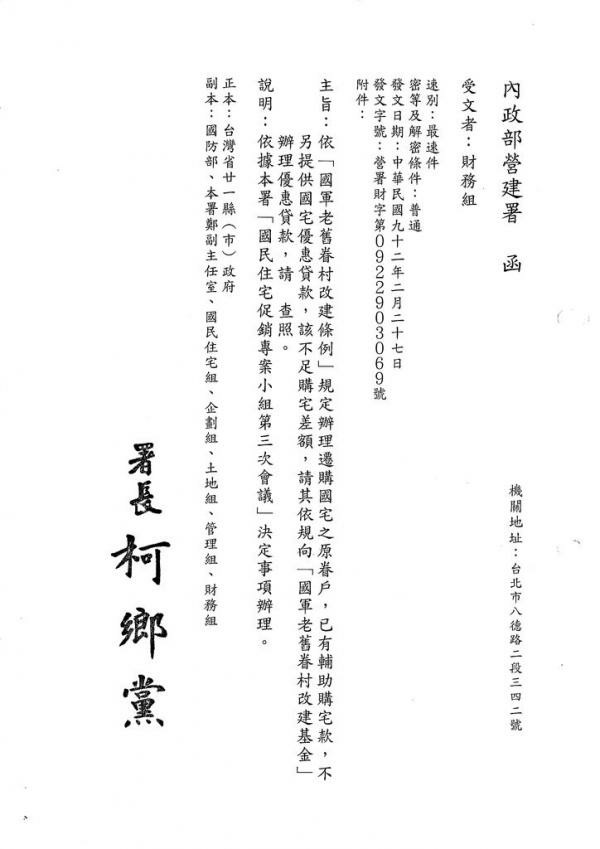 內政部營建署　函
機關地址：台北市八德路二段三四二號
受文者：財務組
速別：最速件
密等及解密條件：普通
發文日期：中華民國九十二年二月二十七日
發文字號：營署財字第0922903069號
附件：
主旨：依「國軍老舊眷村改建條例」規定辦理遷購國宅之原眷戶，已有輔助購宅款，不
另提供國宅優惠貸款，該不足購宅差額，請其依規向「國軍老舊眷村改建基金」
辦理優惠貸款，請　查照。
說明：依據本署「國民住宅促銷專案小組第三次會議」決定事項辦理。
正本：台灣省廿一縣（市）政府
副本：國防部、本署鄭副主任室、國民住宅組、企劃組、土地組、管理組、財務組
署長 柯鄉黨